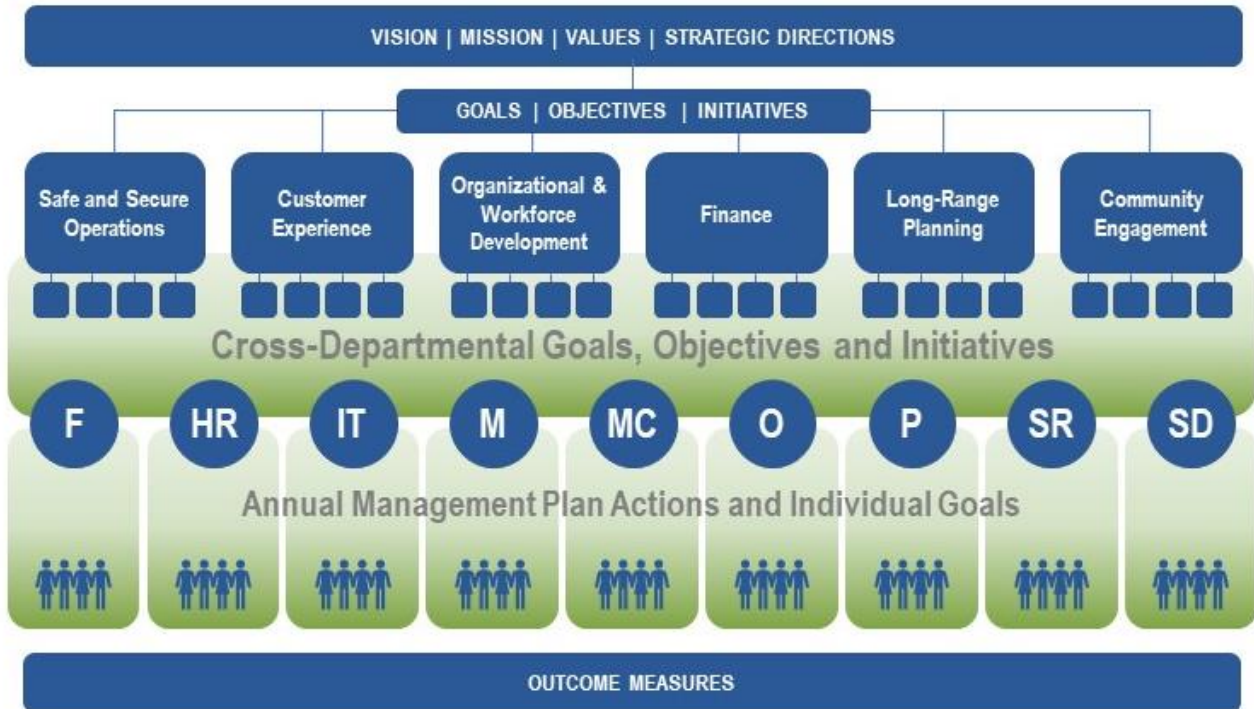 VISION | MISSION | VALUES | STRATEGIC DIRECTIONS
GOALS | OBJECTIVES | INITIATIVES
Safe and Secure
Operations
Customer
Experience
Organizational &
Workforce
Development
Finance
Long-Range
Planning
Community
Engagement
Cross-Departmental Goals, Objectives and Initiatives
F
HR
IT
M
MC
O
P
SR
SD
Annual Management Plan Actions and Individual Goals
OUTCOME MEASURES